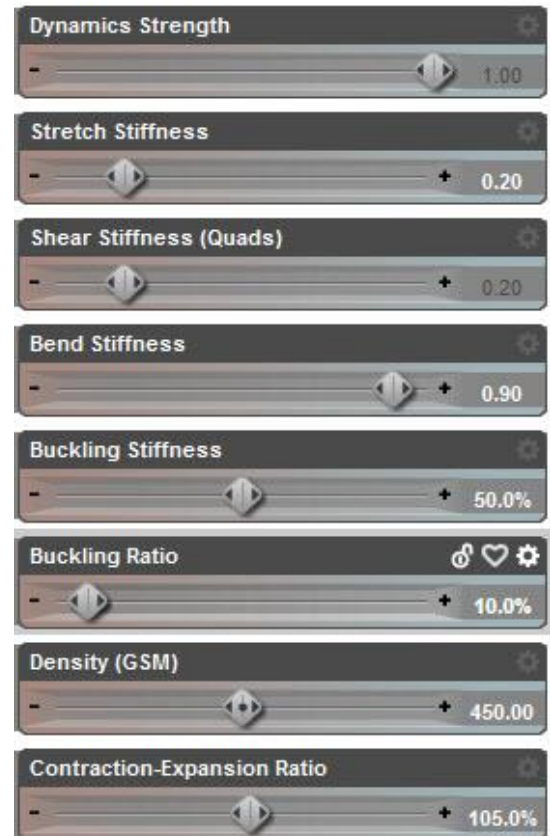 Dynamics Strength
- 1.00
Stretch Stiffness
- + 0.20
Shear Stiffness (Quads)
- + 0.20
Bend Stiffness
- + 0.90
Buckling Stiffness
- + 50.0%
Buckling Ratio
- + 10.0%
Density (GSM)
- + 450.00
Contraction-Expansion Ratio
- + 105.0%